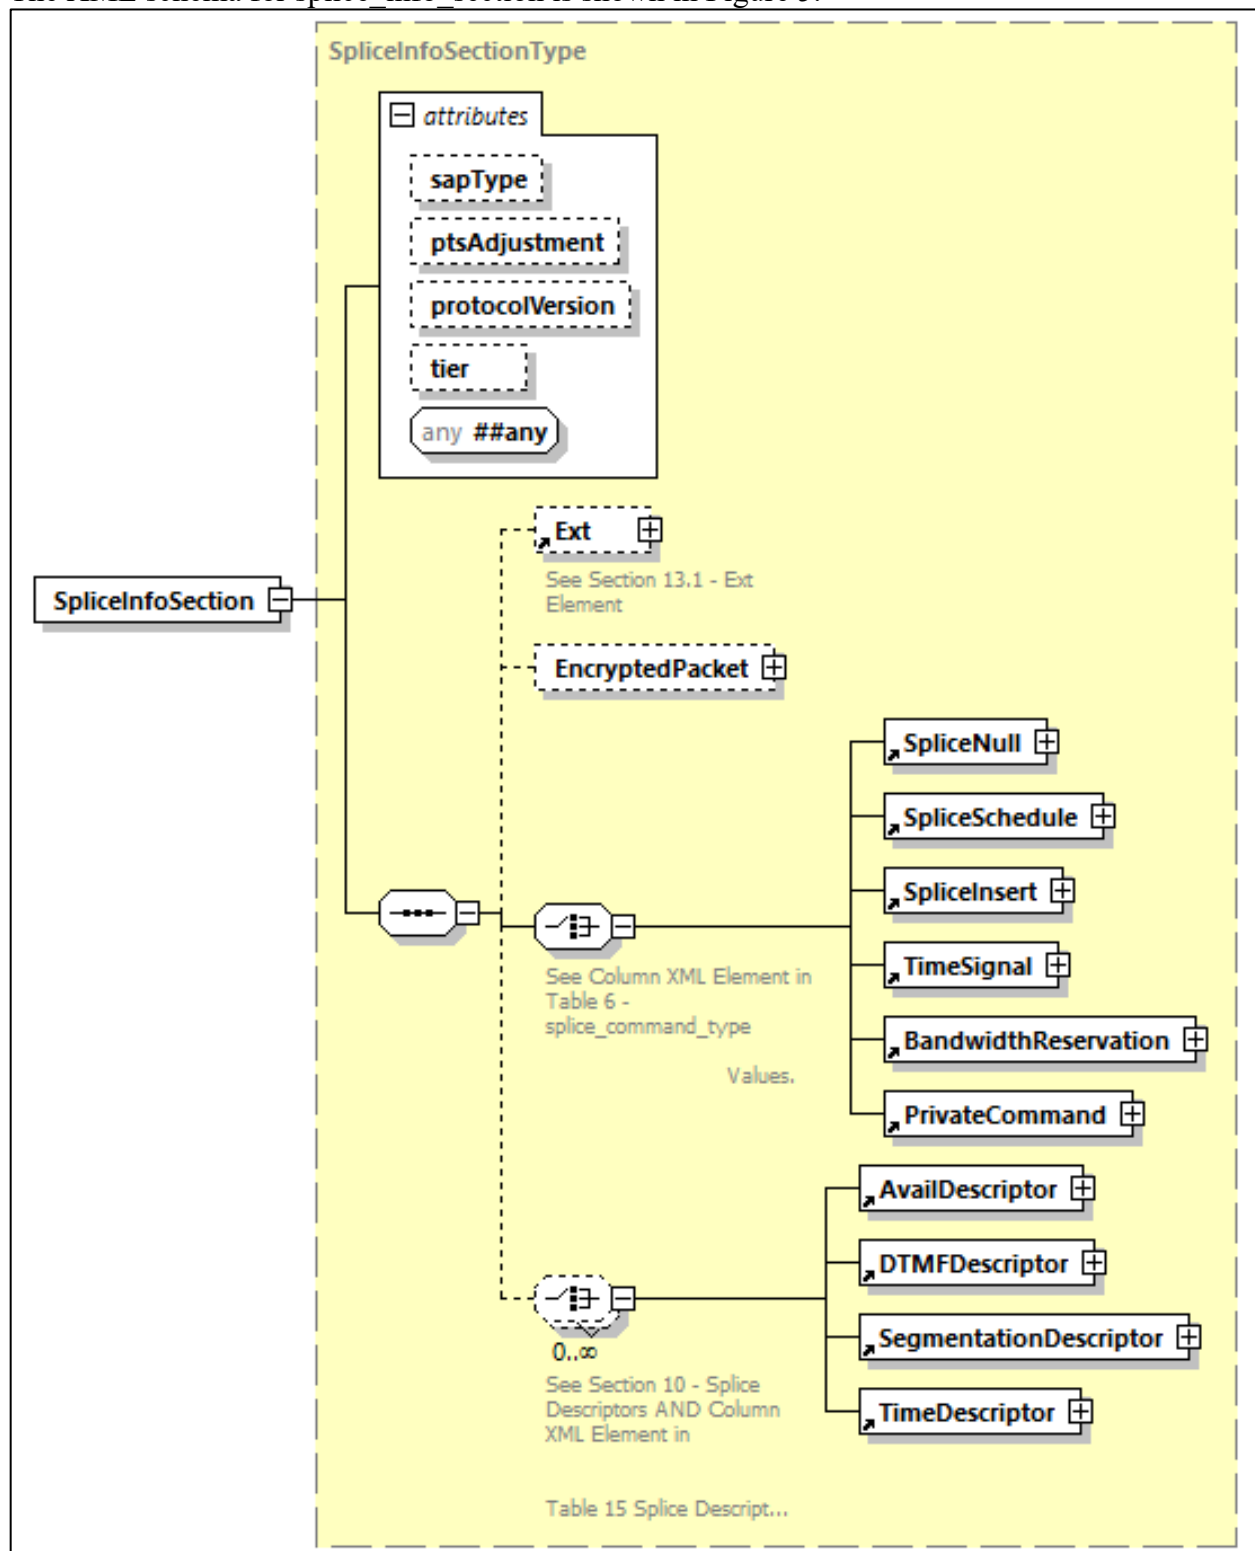 The XML schema for splice_info_section is shown in Figure 3.
SpliceInfoSectionType
attributes
sapType
ptsAdjustment
protocolVersion
tier
any ##any
Ext
See Section 13.1 - Ext
Element
SpliceInfoSection
EncryptedPacket
SpliceNull
SpliceSchedule
SpliceInsert
TimeSignal
BandwidthReservation
PrivateCommand
See Column XML Element in
Table 6 -
splice_command_type
Values.
AvailDescriptor
DTMFDescriptor
SegmentationDescriptor
TimeDescriptor
0..∞
See Section 10 - Splice
Descriptors AND Column
XML Element in
Table 15 Splice Descript...